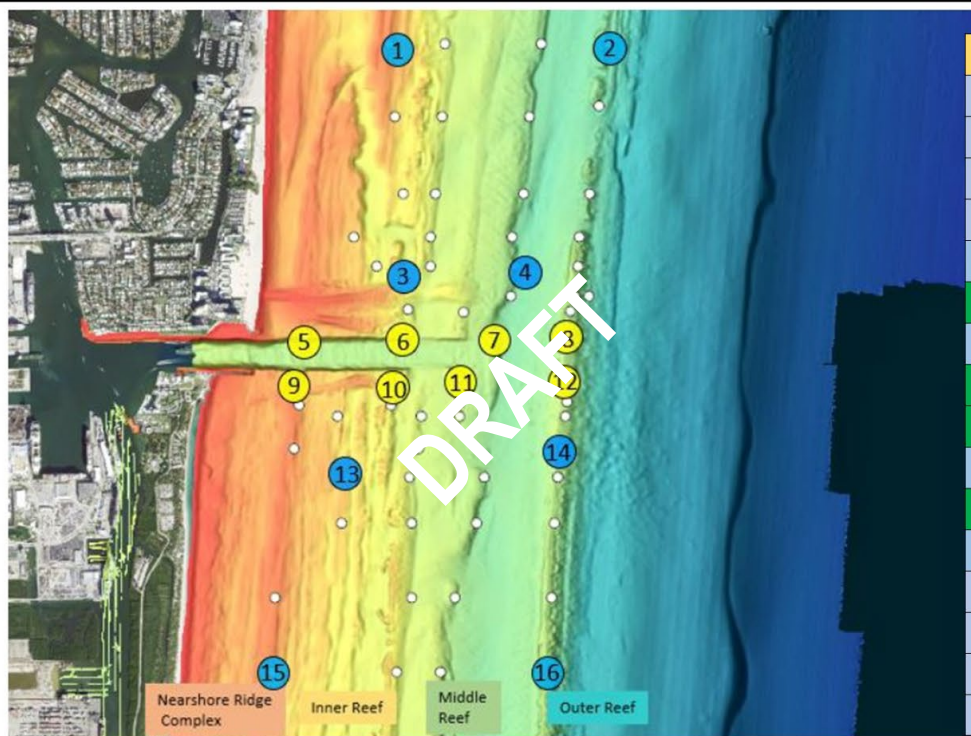 1
2
3
4
5
6
7
8
9
10
11
12
DRAFT
13
14
15
16
Nearshore Ridge
Complex
Inner Reef
Middle
Reef
Outer Reef